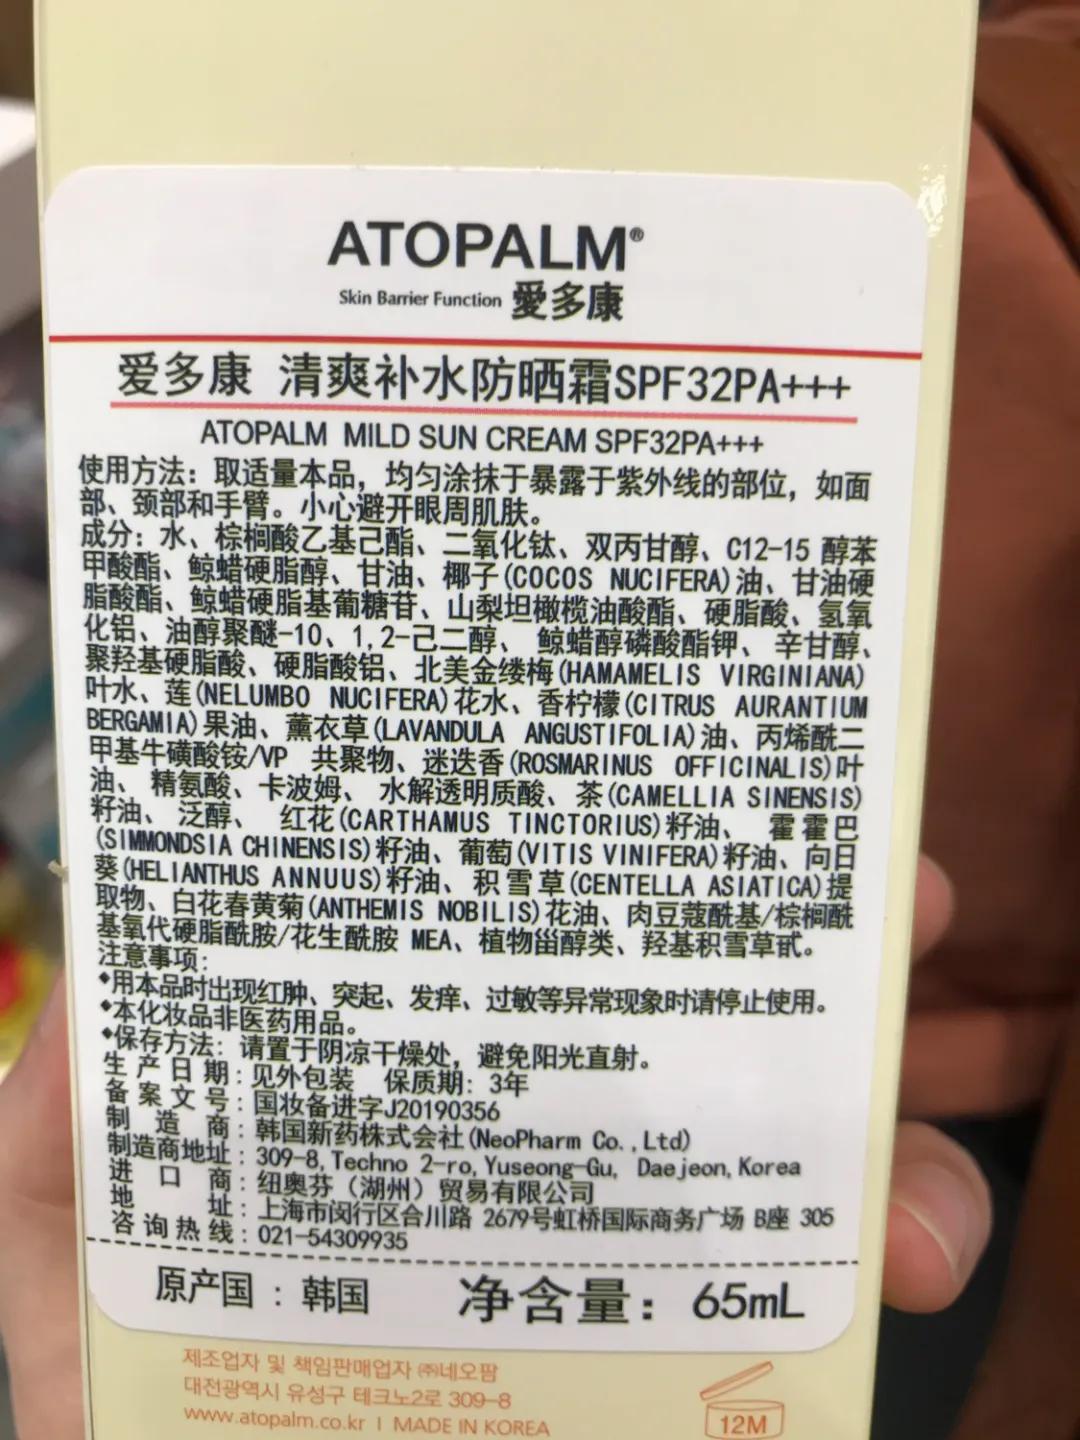 ATOPALM®
Skin Barrier Function 愛多康
爱多康 清爽补水防晒霜SPF32PA+++
ATOPALM MILD SUN CREAM SPF32PA+++
使用方法：取适量本品，均匀涂抹于暴露于紫外线的部位，如面
部、颈部和手臂。小心避开眼周肌肤。
成分：水、棕榈酸乙基己酯、二氧化钛、双丙甘醇、C12-15 醇苯
甲酸酯、鲸蜡硬脂醇、甘油、椰子(COCOS NUCIFERA)油、甘油硬
脂酸酯、鲸蜡硬脂基葡糖苷、山梨坦橄榄油酸酯、硬脂酸、氢氧
化铝、油醇聚醚-10、1,2-己二醇、 鲸蜡醇磷酸酯钾、 辛甘醇、
聚羟基硬脂酸、硬脂酸铝、北美金缕梅(HAMAMELIS VIRGINIANA)
叶水、莲(NELUMBO NUCIFERA)花水、香柠檬(CITRUS AURANTIUM
BERGAMIA)果油、薰衣草(LAVANDULA ANGUSTIFOLIA)油、丙烯酰二
甲基牛磺酸铵/VP 共聚物、迷迭香(ROSMARINUS OFFICINALIS)叶
油、 精氨酸、卡波姆、 水解透明质酸、茶(CAMELLIA SINENSIS)
籽油、 泛醇、 红花(CARTHAMUS TINCTORIUS)籽油、 霍霍巴
(SIMMONDSIA CHINENSIS)籽油、葡萄(VITIS VINIFERA)籽油、向日
葵(HELIANTHUS ANNUUS)籽油、积雪草(CENTELLA ASIATICA)提
取物、白花春黄菊(ANTHEMIS NOBILIS)花油、肉豆蔻酰基/棕榈酰
基氧代硬脂酰胺/花生酰胺 MEA、植物甾醇类、羟基积雪草甙。
注意事项：
◆用本品时出现红肿、突起、发痒、过敏等异常现象时请停止使用。
◆本化妆品非医药用品。
◆保存方法：请置于阴凉干燥处，避免阳光直射。
生产日期：见外包装 保质期：3年
备案文号：国妆备进字J20190356
制造商：韩国新药株式会社(NeoPharm Co.,Ltd)
制造商地址：309-8,Techno 2-ro,Yuseong-Gu, Daejeon,Korea
进口商：纽奥芬（湖州）贸易有限公司
地址：上海市闵行区合川路 2679号虹桥国际商务广场 B座 305
咨询热线：021-54309935
原产国：韩国 净含量：65mL
제조업자 및 책임판매업자 ㈜네오팜
대전광역시 유성구 테크노2로 309-8
www.atopalm.co.kr I MADE IN KOREA
12M